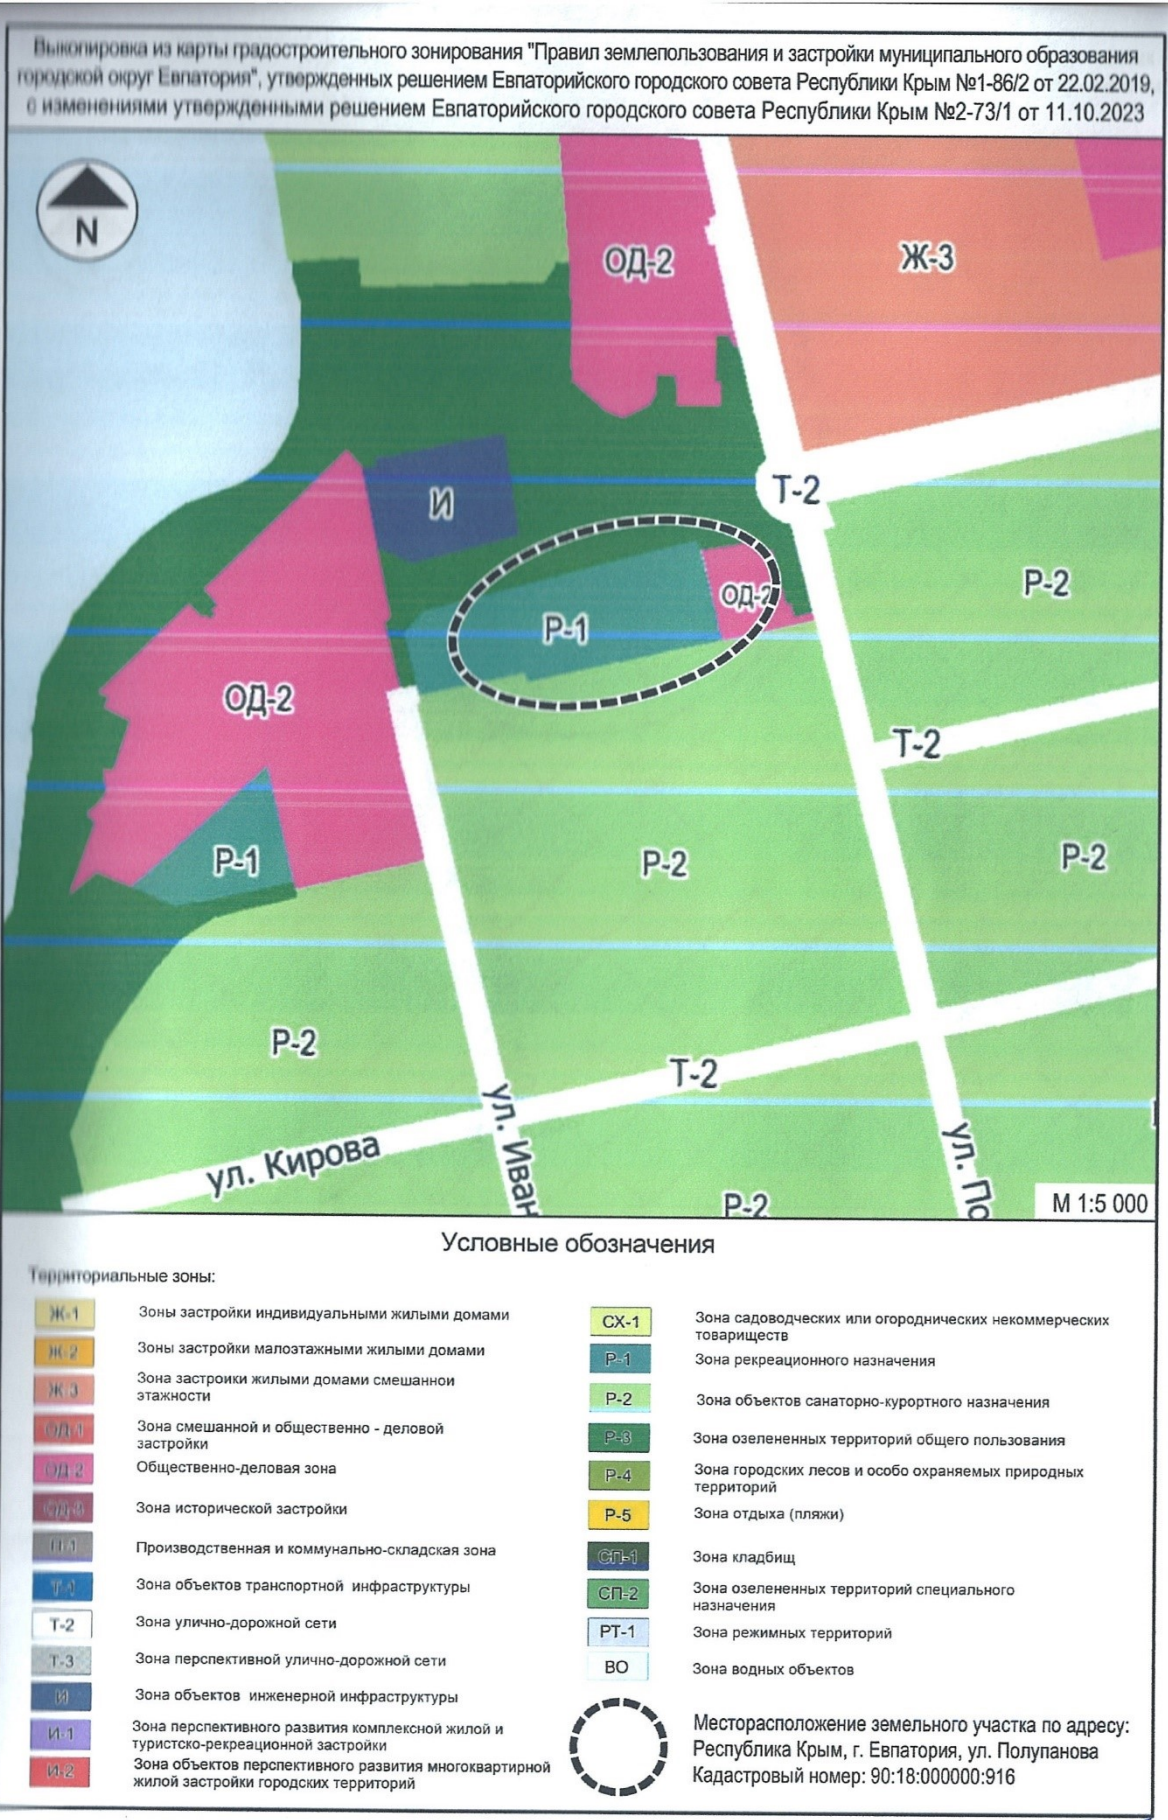 Выкопировка из карты градостроительного зонирования "Правил землепользования и застройки муниципального образования
городской округ Евпатория", утвержденных решением Евпаторийского городского совета Республики Крым №1-86/2 от 22.02.2019,
с изменениями утвержденными решением Евпаторийского городского совета Республики Крым №2-73/1 от 11.10.2023
N
ОД-2
Ж-3
И
Т-2
Р-2
ОД-2
Р-1
ОД-2
Т-2
Р-1
Р-2
Р-2
Р-2
Т-2
ул. Кирова
ул. Иван
ул. По
Р-2
М 1:5 000
Условные обозначения
Территориальные зоны:
Ж-1 Зоны застройки индивидуальными жилыми домами
Ж-2 Зоны застройки малоэтажными жилыми домами
Ж-3 Зона застроики жилыми домами смешаннои
этажности
ОД-1 Зона смешанной и общественно - деловой
застройки
ОД-2 Общественно-деловая зона
ОД-3 Зона исторической застройки
П-1 Производственная и коммунально-складская зона
Т-1 Зона объектов транспортной инфраструктуры
Т-2 Зона улично-дорожной сети
Т-3 Зона перспективной улично-дорожной сети
И Зона объектов инженерной инфраструктуры
И-1 Зона перспективного развития комплексной жилой и
туристско-рекреационной застройки
И-2 Зона объектов перспективного развития многоквартирной
жилой застройки городских территорий
СХ-1 Зона садоводческих или огороднических некоммерческих
товариществ
Р-1 Зона рекреационного назначения
Р-2 Зона объектов санаторно-курортного назначения
Р-3 Зона озелененных территорий общего пользования
Р-4 Зона городских лесов и особо охраняемых природных
территорий
Р-5 Зона отдыха (пляжи)
СП-1 Зона кладбищ
СП-2 Зона озелененных территорий специального
назначения
РТ-1 Зона режимных территорий
ВО Зона водных объектов
Месторасположение земельного участка по адресу:
Республика Крым, г. Евпатория, ул. Полупанова
Кадастровый номер: 90:18:000000:916